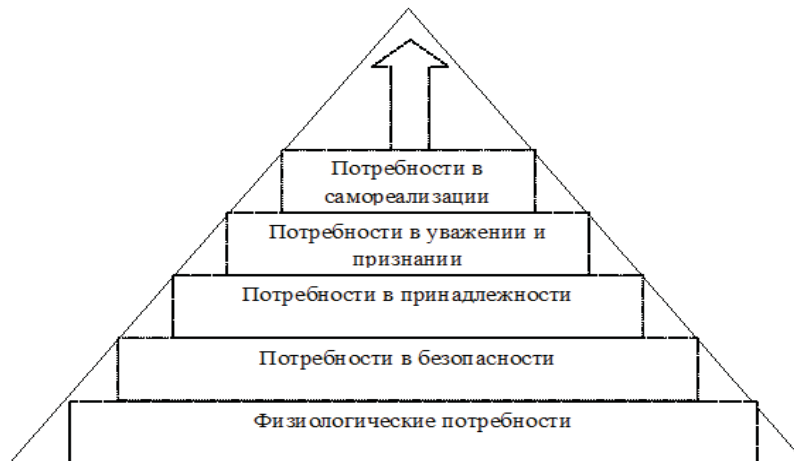 Потребности в
самореализации
Потребности в уважении и
признании
Потребности в принадлежности
Потребности в безопасности
Физиологические потребности